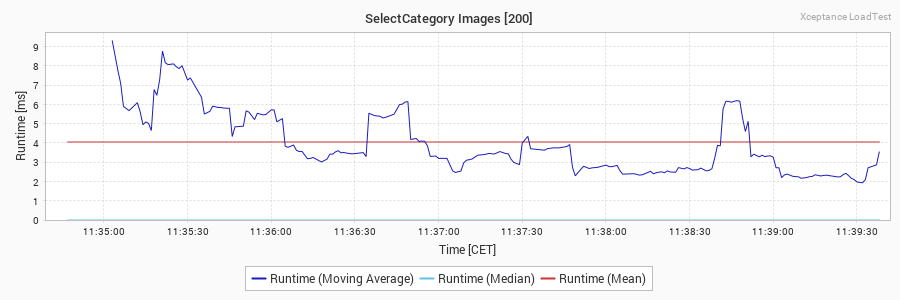 SelectCategory Images [200]
Xceptance LoadTest
Runtime [ms]
9
8
7
6
5
4
3
2
1
0
11:35:00 11:35:30 11:36:00 11:36:30 11:37:00 11:37:30 11:38:00 11:38:30 11:39:00 11:39:30
Time [CET]
Runtime (Moving Average) Runtime (Median) Runtime (Mean)